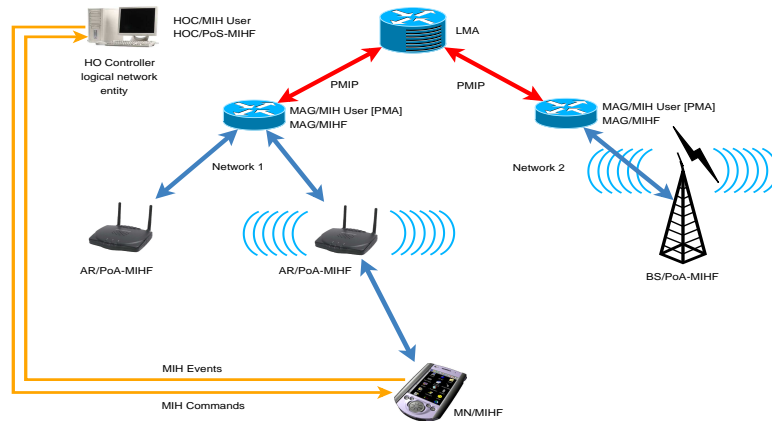 HOC/MIH User
HOC/PoS-MIHF
HO Controller
logical network
entity
LMA
PMIP
PMIP
MAG/MIH User [PMA]
MAG/MIHF
MAG/MIH User [PMA]
MAG/MIHF
Network 1
Network 2
AR/PoA-MIHF
AR/PoA-MIHF
BS/PoA-MIHF
MIH Events
MIH Commands
MN/MIHF